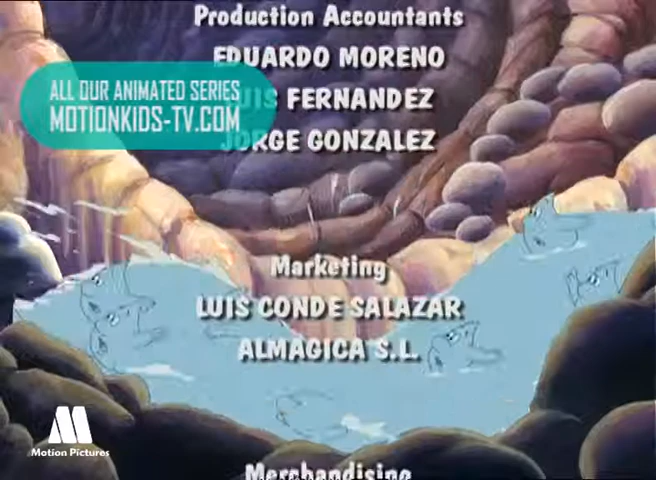 Production Accountants
EDUARDO MORENO
ALL OUR ANIMATED SERIES
MOTIONKIDS-TV.COM
LUIS FERNANDEZ
JORGE GONZALEZ
Marketing
LUIS CONDE SALAZAR
ALMAGICA S.L.
M
Motion Pictures
Merchandising